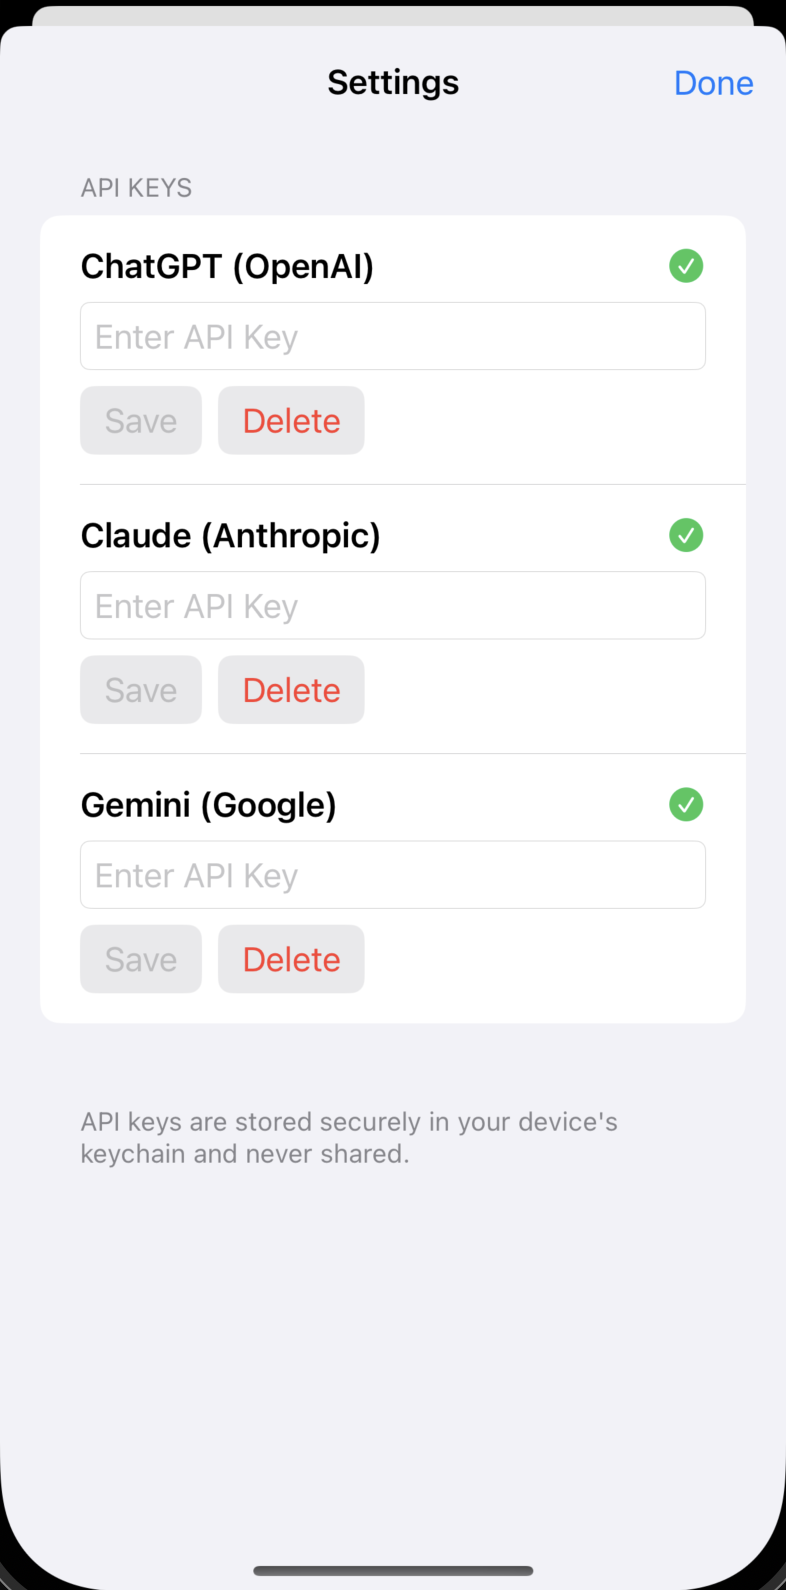 Settings
Done
API KEYS
ChatGPT (OpenAI)
Enter API Key
Save
Delete
Claude (Anthropic)
Enter API Key
Save
Delete
Gemini (Google)
Enter API Key
Save
Delete
API keys are stored securely in your device's
keychain and never shared.